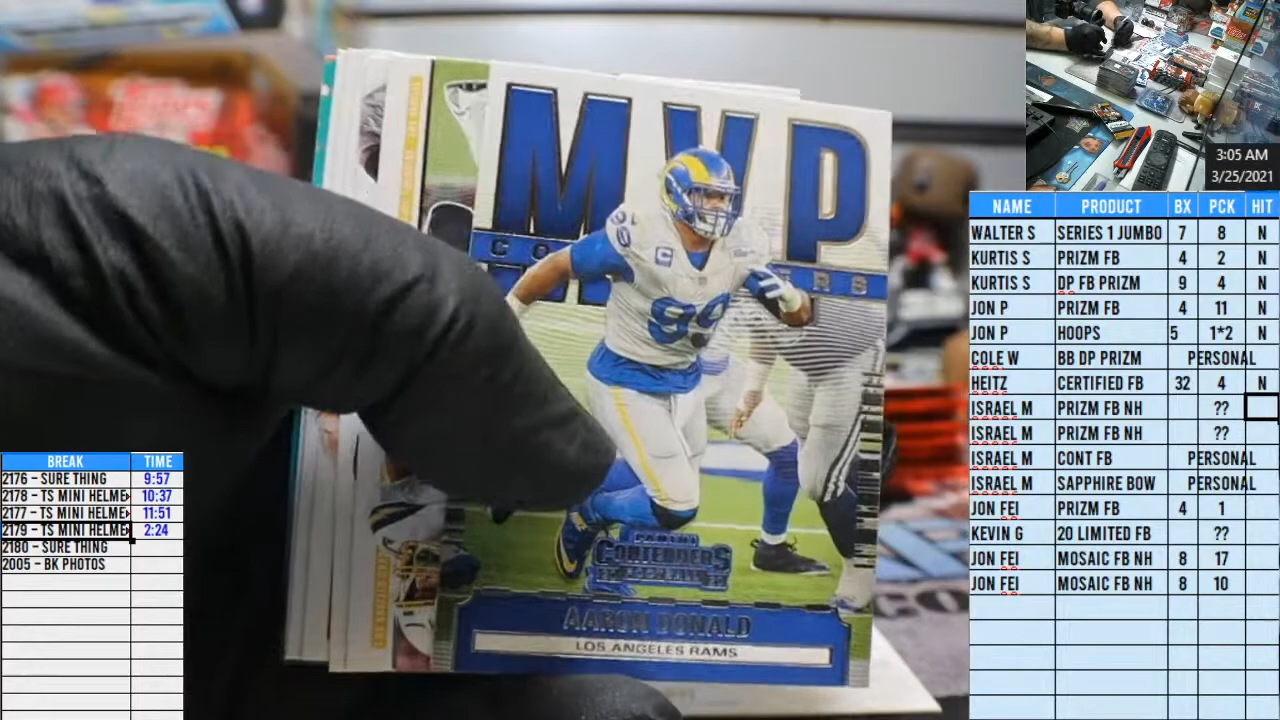 MVP
99
99
C
AARON DONALD
LOS ANGELES RAMS
PANINI
CONTENDERS
3:05 AM
3/25/2021
NAME PRODUCT BX PCK HIT
WALTER S SERIES 1 JUMBO 7 8 N
KURTIS S PRIZM FB 4 2 N
KURTIS S DP FB PRIZM 9 4 N
JON P PRIZM FB 4 11 N
JON P HOOPS 5 1*2 N
COLE W BB DP PRIZM PERSONAL
HEITZ CERTIFIED FB 32 4 N
ISRAEL M PRIZM FB NH ??
ISRAEL M PRIZM FB NH ??
ISRAEL M CONT FB PERSONAL
ISRAEL M SAPPHIRE BOW PERSONAL
JON FEI PRIZM FB 4 1
KEVIN G 20 LIMITED FB ??
JON FEI MOSAIC FB NH 8 17
JON FEI MOSAIC FB NH 8 10
BREAK TIME
2176 - SURE THING 9:57
2178 - TS MINI HELME 10:37
2177 - TS MINI HELME 11:51
2179 - TS MINI HELME 2:24
2180 - SURE THING
2005 - BK PHOTOS